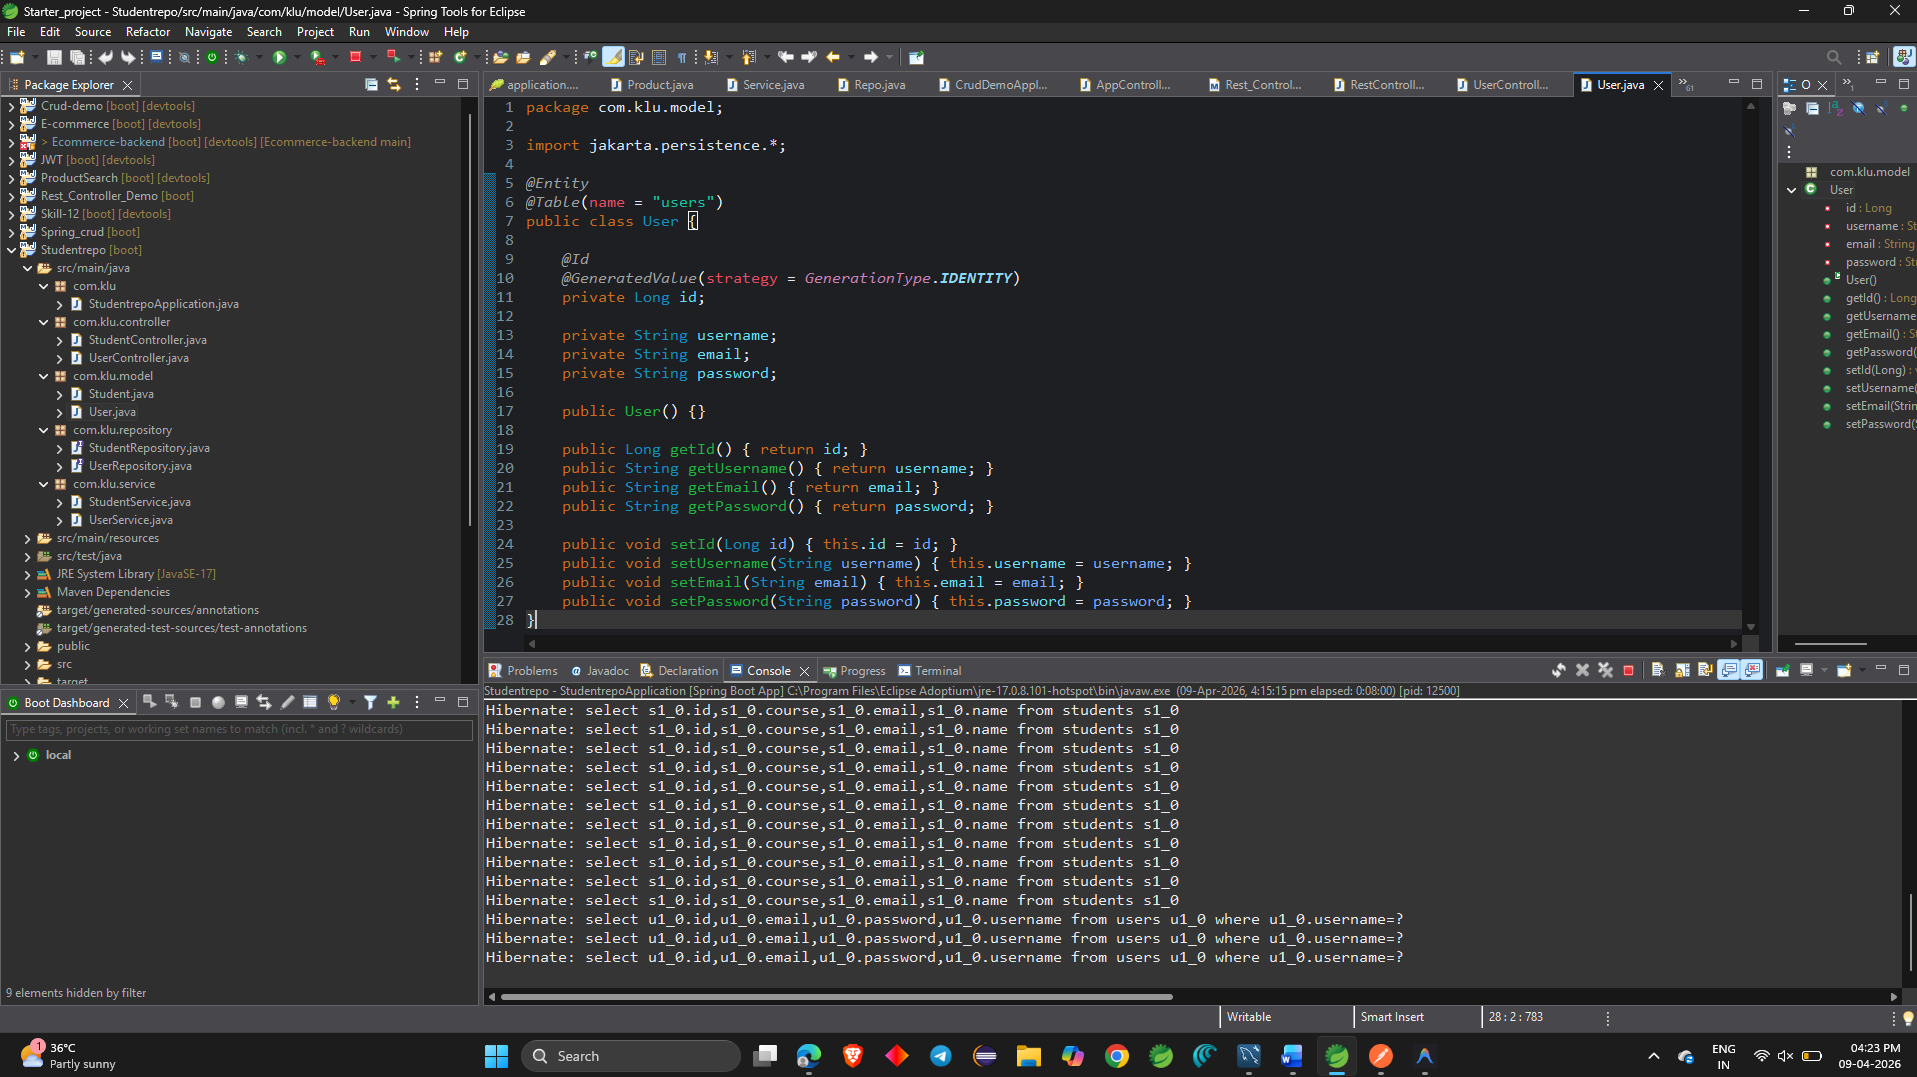 Starter_project - Studentrepo/src/main/java/com/klu/model/User.java - Spring Tools for Eclipse
File Edit Source Refactor Navigate Search Project Run Window Help
Package Explorer
Crud-demo [boot] [devtools]
E-commerce [boot] [devtools]
> Ecommerce-backend [boot] [devtools] [Ecommerce-backend main]
JWT [boot] [devtools]
ProductSearch [boot] [devtools]
Rest_Controller_Demo [boot]
Skill-12 [boot] [devtools]
Spring_crud [boot]
Studentrepo [boot]
src/main/java
com.klu
StudentrepoApplication.java
com.klu.controller
StudentController.java
UserController.java
com.klu.model
Student.java
User.java
com.klu.repository
StudentRepository.java
UserRepository.java
com.klu.service
StudentService.java
UserService.java
src/main/resources
src/test/java
JRE System Library [JavaSE-17]
Maven Dependencies
target/generated-sources/annotations
target/generated-test-sources/test-annotations
public
src
target
application.... Product.java Service.java Repo.java CrudDemoAppl... AppControll... Rest_Control... RestControll... UserControll... User.java »61
1 package com.klu.model;
2
3 import jakarta.persistence.*;
4
5 @Entity
6 @Table(name = "users")
7 public class User {
8
9 @Id
10 @GeneratedValue(strategy = GenerationType.IDENTITY)
11 private Long id;
12
13 private String username;
14 private String email;
15 private String password;
16
17 public User() {}
18
19 public Long getId() { return id; }
20 public String getUsername() { return username; }
21 public String getEmail() { return email; }
22 public String getPassword() { return password; }
23
24 public void setId(Long id) { this.id = id; }
25 public void setUsername(String username) { this.username = username; }
26 public void setEmail(String email) { this.email = email; }
27 public void setPassword(String password) { this.password = password; }
28 }
O »1
com.klu.model
User
id : Long
username : St
email : String
password : Str
User()
getId() : Long
getUsername
getEmail() : St
getPassword()
setId(Long) : v
setUsername(
setEmail(Strin
setPassword(S
Boot Dashboard
Type tags, projects, or working set names to match (incl. * and ? wildcards)
local
9 elements hidden by filter
Problems Javadoc Declaration Console Progress Terminal
Studentrepo - StudentrepoApplication [Spring Boot App] C:\Program Files\Eclipse Adoptium\jre-17.0.8.101-hotspot\bin\javaw.exe (09-Apr-2026, 4:15:15 pm elapsed: 0:08:00) [pid: 12500]
Hibernate: select s1_0.id,s1_0.course,s1_0.email,s1_0.name from students s1_0
Hibernate: select s1_0.id,s1_0.course,s1_0.email,s1_0.name from students s1_0
Hibernate: select s1_0.id,s1_0.course,s1_0.email,s1_0.name from students s1_0
Hibernate: select s1_0.id,s1_0.course,s1_0.email,s1_0.name from students s1_0
Hibernate: select s1_0.id,s1_0.course,s1_0.email,s1_0.name from students s1_0
Hibernate: select s1_0.id,s1_0.course,s1_0.email,s1_0.name from students s1_0
Hibernate: select s1_0.id,s1_0.course,s1_0.email,s1_0.name from students s1_0
Hibernate: select s1_0.id,s1_0.course,s1_0.email,s1_0.name from students s1_0
Hibernate: select s1_0.id,s1_0.course,s1_0.email,s1_0.name from students s1_0
Hibernate: select s1_0.id,s1_0.course,s1_0.email,s1_0.name from students s1_0
Hibernate: select s1_0.id,s1_0.course,s1_0.email,s1_0.name from students s1_0
Hibernate: select u1_0.id,u1_0.email,u1_0.password,u1_0.username from users u1_0 where u1_0.username=?
Hibernate: select u1_0.id,u1_0.email,u1_0.password,u1_0.username from users u1_0 where u1_0.username=?
Hibernate: select u1_0.id,u1_0.email,u1_0.password,u1_0.username from users u1_0 where u1_0.username=?
Writable Smart Insert 28 : 2 : 783
1
36°C
Partly sunny
Search
ENG
IN
04:23 PM
09-04-2026